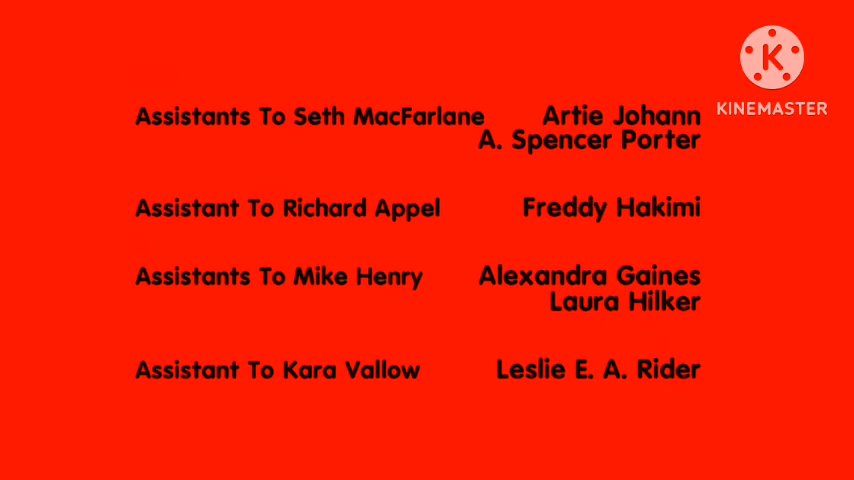 Assistants To Seth MacFarlane Artie Johann
A. Spencer Porter
Assistant To Richard Appel Freddy Hakimi
Assistants To Mike Henry Alexandra Gaines
Laura Hilker
Assistant To Kara Vallow Leslie E. A. Rider
K
KINEMASTER